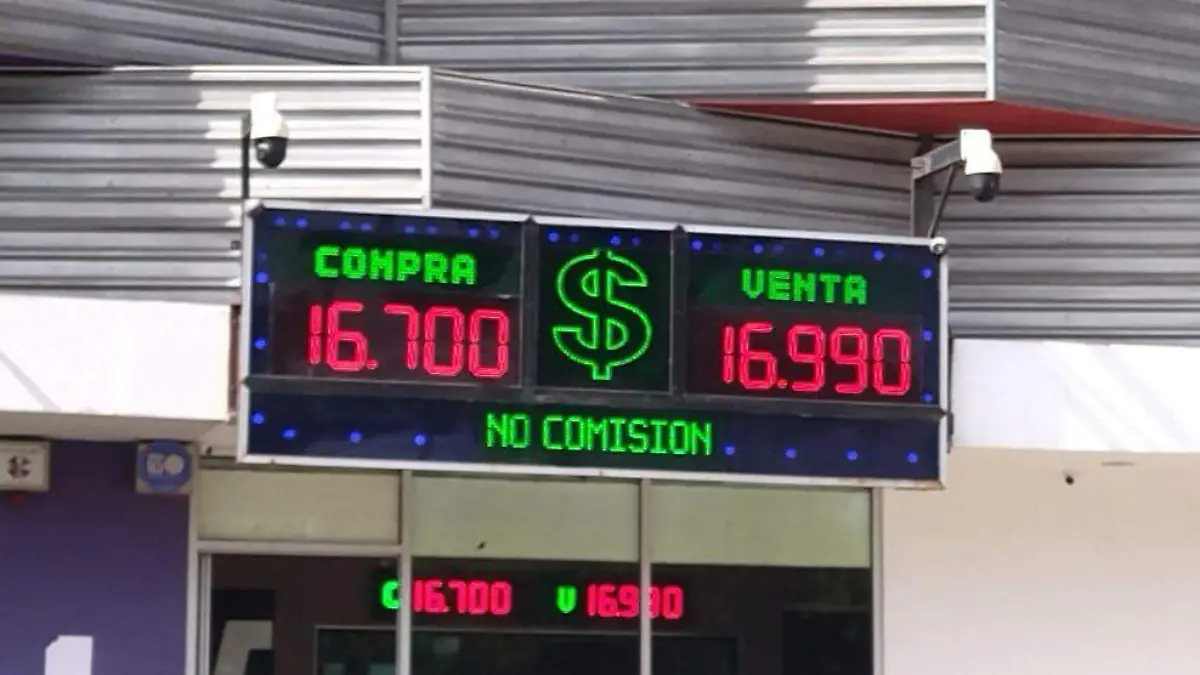 COMPRA
$
VENTA
16.700
16.990
NO COMISION
C 16.700 V 16.990